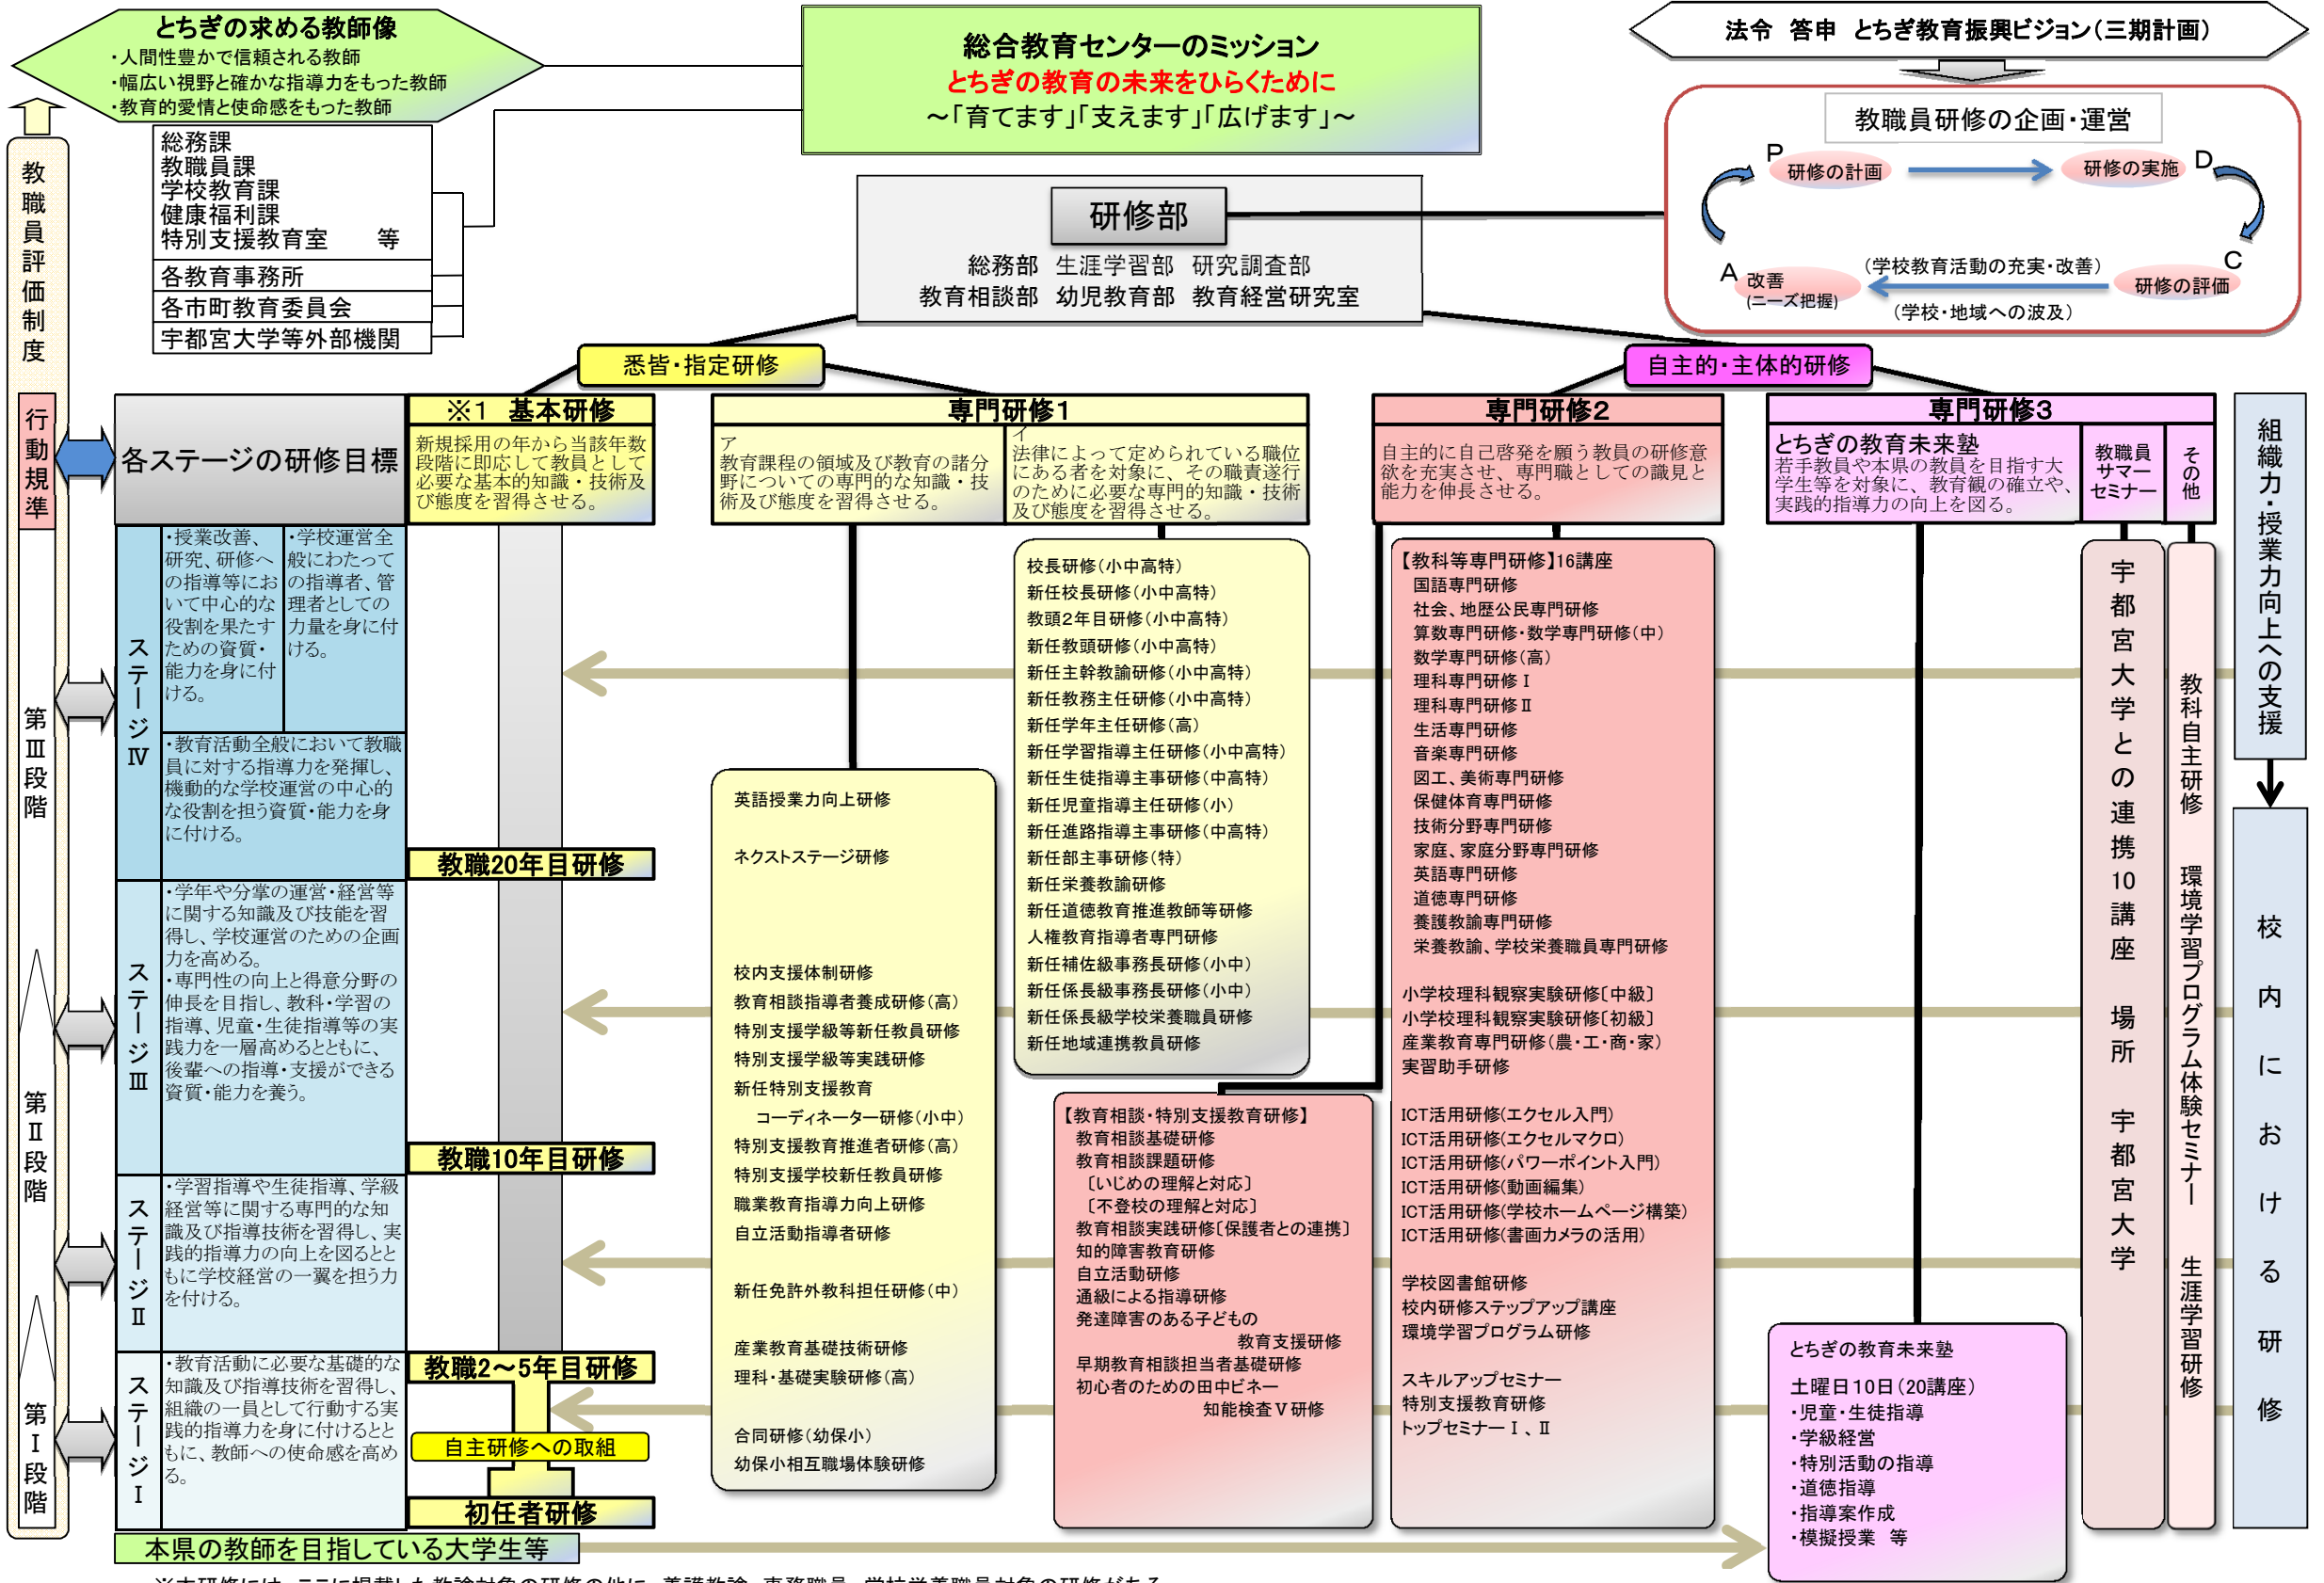 とちぎの求める教師像
・人間性豊かで信頼される教師
・幅広い視野と確かな指導力をもった教師
・教育的愛情と使命感をもった教師
総合教育センターのミッション
とちぎの教育の未来をひらくために
～「育てます」「支えます」「広げます」～
法令 答申 とちぎ教育振興ビジョン(三期計画)
教職員研修の企画・運営
P
研修の計画
研修の実施
D
A
改善
(ニーズ把握)
(学校教育活動の充実・改善)
(学校・地域への波及)
研修の評価
C
総務課
教職員課
学校教育課
健康福利課
特別支援教育室 等
各教育事務所
各市町教育委員会
宇都宮大学等外部機関
研修部
総務部 生涯学習部 研究調査部
教育相談部 幼児教育部 教育経営研究室
悉皆・指定研修
自主的・主体的研修
教職員評価制度
行動規準
第Ⅲ段階
第Ⅱ段階
第Ⅰ段階
各ステージの研修目標
※1 基本研修
新規採用の年から当該年数
段階に即応して教員として
必要な基本的知識・技術及
び態度を習得させる。
専門研修1
ア
教育課程の領域及び教育の諸分
野についての専門的な知識・技
術及び態度を習得させる。
イ
法律によって定められている職位
にある者を対象に、その職責遂行
のために必要な専門的知識・技術
及び態度を習得させる。
専門研修2
自主的に自己啓発を願う教員の研修意
欲を充実させ、専門職としての識見と
能力を伸長させる。
専門研修3
とちぎの教育未来塾
若手教員や本県の教員を目指す大
学生等を対象に、教育観の確立や、
実践的指導力の向上を図る。
教職員
サマー
セミナー
その他
組織力・授業力向上への支援
校内における研修
ステージⅣ
・授業改善、
研究、研修へ
の指導等にお
いて中心的な
役割を果たす
ための資質・
能力を身に付
ける。
・学校運営全
般にわたって
の指導者、管
理者としての
力量を身に付
ける。
・教育活動全般において教職
員に対する指導力を発揮し、
機動的な学校運営の中心的
な役割を担う資質・能力を身
に付ける。
教職20年目研修
ステージⅢ
・学年や分掌の運営・経営等
に関する知識及び技能を習
得し、学校運営のための企画
力を高める。
・専門性の向上と得意分野の
伸長を目指し、教科・学習の
指導、児童・生徒指導等の実
践力を一層高めるとともに、
後輩への指導・支援ができる
資質・能力を養う。
教職10年目研修
ステージⅡ
・学習指導や生徒指導、学級
経営等に関する専門的な知
識及び指導技術を習得し、実
践的指導力の向上を図るとと
もに学校経営の一翼を担う力
を付ける。
教職2～5年目研修
ステージⅠ
・教育活動に必要な基礎的な
知識及び指導技術を習得し、
組織の一員として行動する実
践的指導力を身に付けるとと
もに、教師への使命感を高め
る。
自主研修への取組
初任者研修
本県の教師を目指している大学生等
英語授業力向上研修
ネクストステージ研修
校内支援体制研修
教育相談指導者養成研修(高)
特別支援学級等新任教員研修
特別支援学級等実践研修
新任特別支援教育
コーディネーター研修(小中)
特別支援教育推進者研修(高)
特別支援学校新任教員研修
職業教育指導力向上研修
自立活動指導者研修
新任免許外教科担任研修(中)
産業教育基礎技術研修
理科・基礎実験研修(高)
合同研修(幼保小)
幼保小相互職場体験研修
校長研修(小中高特)
新任校長研修(小中高特)
教頭2年目研修(小中高特)
新任教頭研修(小中高特)
新任主幹教諭研修(小中高特)
新任教務主任研修(小中高特)
新任学年主任研修(高)
新任学習指導主任研修(小中高特)
新任生徒指導主事研修(中高特)
新任児童指導主任研修(小)
新任進路指導主事研修(中高特)
新任部主事研修(特)
新任栄養教諭研修
新任道徳教育推進教師等研修
人権教育指導者専門研修
新任補佐級事務長研修(小中)
新任係長級事務長研修(小中)
新任係長級学校栄養職員研修
新任地域連携教員研修
【教育相談・特別支援教育研修】
教育相談基礎研修
教育相談課題研修
〔いじめの理解と対応〕
〔不登校の理解と対応〕
教育相談実践研修〔保護者との連携〕
知的障害教育研修
自立活動研修
通級による指導研修
発達障害のある子どもの
教育支援研修
早期教育相談担当者基礎研修
初心者のための田中ビネー
知能検査Ⅴ研修
【教科等専門研修】16講座
国語専門研修
社会、地歴公民専門研修
算数専門研修・数学専門研修(中)
数学専門研修(高)
理科専門研修Ⅰ
理科専門研修Ⅱ
生活専門研修
音楽専門研修
図工、美術専門研修
保健体育専門研修
技術分野専門研修
家庭、家庭分野専門研修
英語専門研修
道徳専門研修
養護教諭専門研修
栄養教諭、学校栄養職員専門研修
小学校理科観察実験研修〔中級〕
小学校理科観察実験研修〔初級〕
産業教育専門研修(農・工・商・家)
実習助手研修
ICT活用研修(エクセル入門)
ICT活用研修(エクセルマクロ)
ICT活用研修(パワーポイント入門)
ICT活用研修(動画編集)
ICT活用研修(学校ホームページ構築)
ICT活用研修(書画カメラの活用)
学校図書館研修
校内研修ステップアップ講座
環境学習プログラム研修
スキルアップセミナー
特別支援教育研修
トップセミナーⅠ、Ⅱ
とちぎの教育未来塾
土曜日10日(20講座)
・児童・生徒指導
・学級経営
・特別活動の指導
・道徳指導
・指導案作成
・模擬授業 等
宇都宮大学との連携10講座 場所 宇都宮大学
教科自主研修 環境学習プログラム体験セミナー 生涯学習研修